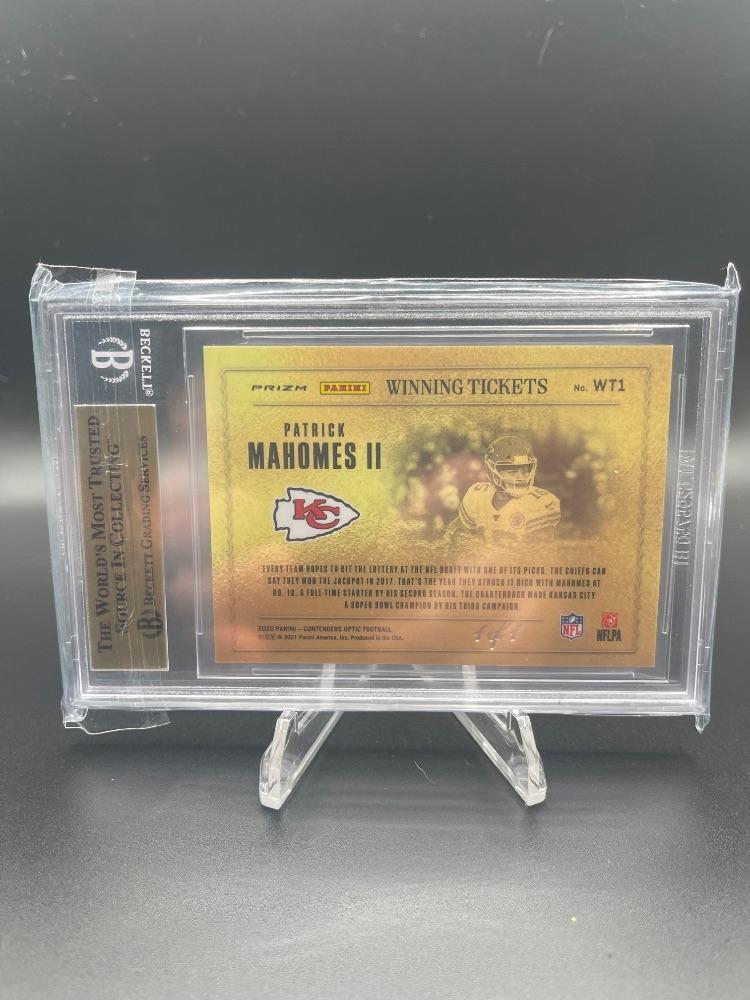 BECKETT®
B
THE WORLD'S MOST TRUSTED
SOURCE IN COLLECTING™
BECKETT GRADING SERVICES
B
PRIZM PANINI WINNING TICKETS No. WT1
PATRICK
MAHOMES II
KC
EVERY TEAM HOPES TO HIT THE LOTTERY AT THE NFL DRAFT WITH ONE OF ITS PICKS. THE CHIEFS CAN
SAY THEY WON THE JACKPOT IN 2017. THAT'S THE YEAR THEY STRUCK IT RICH WITH MAHOMES AT
NO. 10. A FULL-TIME STARTER BY HIS SECOND SEASON, THE QUARTERBACK MADE KANSAS CITY
A SUPER BOWL CHAMPION BY HIS THIRD CAMPAIGN.
2020 PANINI – CONTENDERS OPTIC FOOTBALL
© 2021 Panini America, Inc. Produced in the USA.
1 of 1
NFL
NFLPA